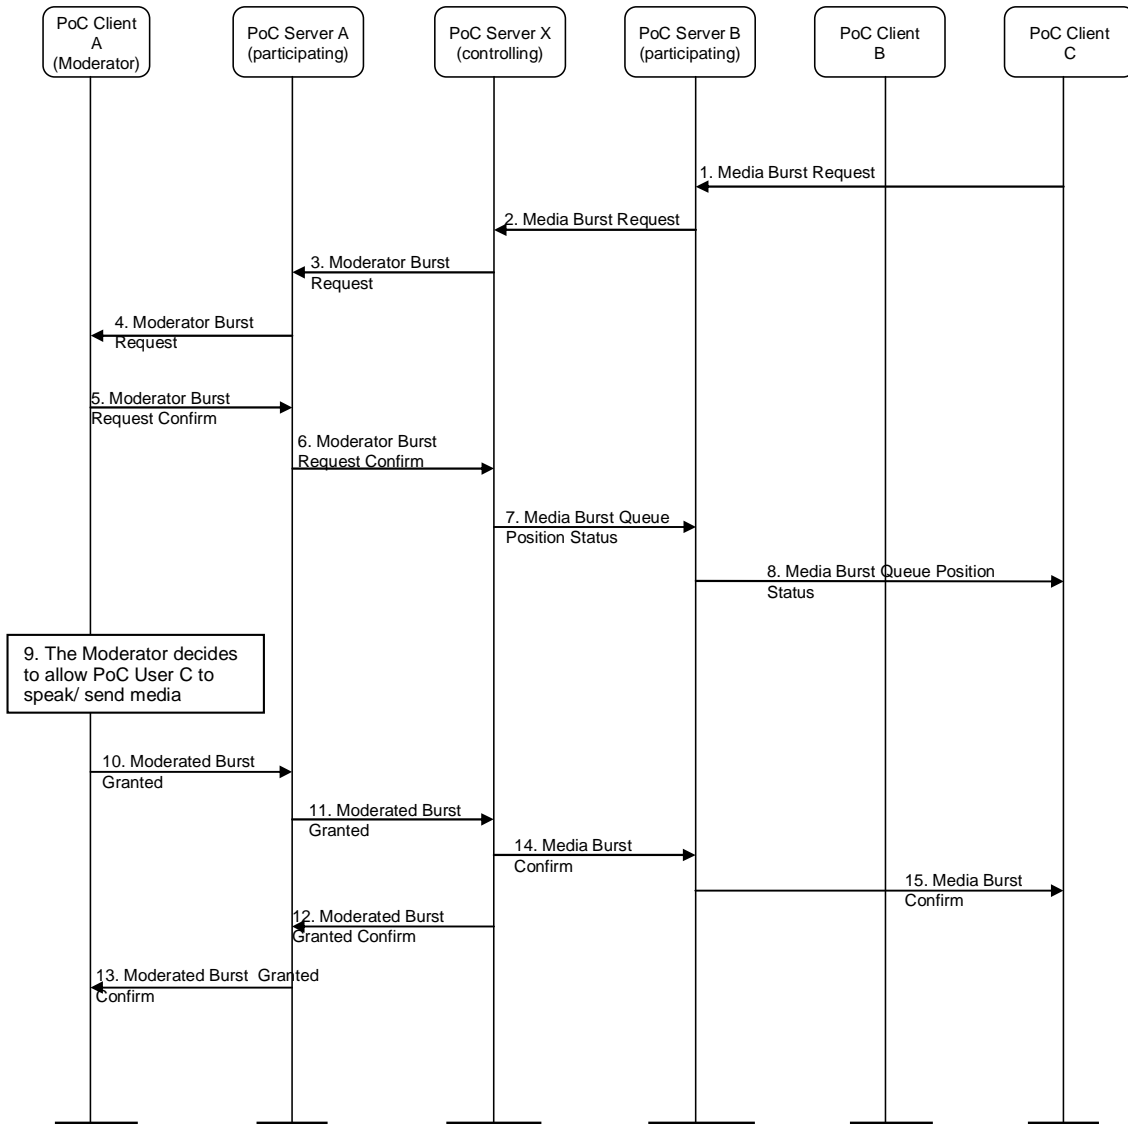 PoC Client
A
(Moderator)
PoC Server A
(participating)
PoC Server X
(controlling)
PoC Server B
(participating)
PoC Client
B
PoC Client
C
1. Media Burst Request
2. Media Burst Request
3. Moderator Burst
Request
4. Moderator Burst
Request
5. Moderator Burst
Request Confirm
6. Moderator Burst
Request Confirm
7. Media Burst Queue
Position Status
8. Media Burst Queue Position
Status
9. The Moderator decides
to allow PoC User C to
speak/ send media
10. Moderated Burst
Granted
11. Moderated Burst
Granted
14. Media Burst
Confirm
15. Media Burst
Confirm
12. Moderated Burst
Granted Confirm
13. Moderated Burst  Granted
Confirm